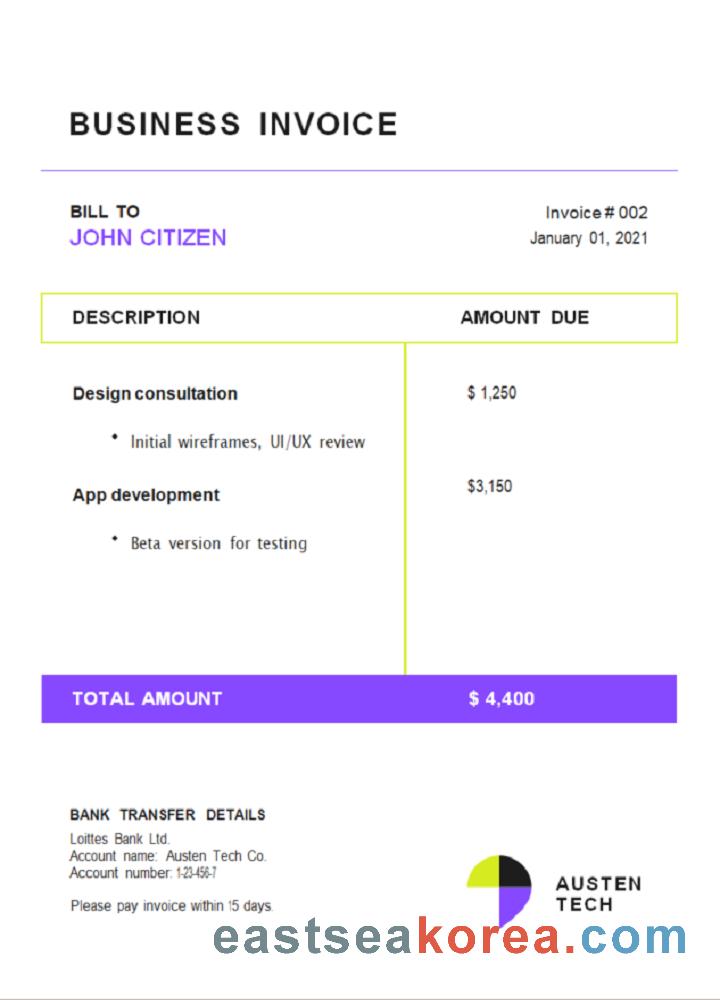 BUSINESS INVOICE
BILL TO
JOHN CITIZEN
Invoice # 002
January 01, 2021
DESCRIPTION AMOUNT DUE
Design consultation $ 1,250
• Initial wireframes, UI/UX review
App development $3,150
• Beta version for testing
TOTAL AMOUNT $ 4,400
BANK TRANSFER DETAILS
Loittes Bank Ltd.
Account name: Austen Tech Co.
Account number: 1-23-456-7
Please pay invoice within 15 days.
AUSTEN
TECH
eastseakorea.com